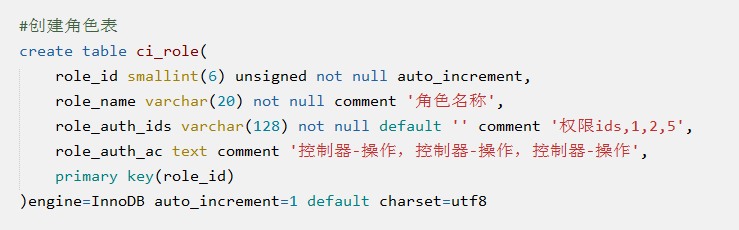 #创建角色表
create table ci_role(
role_id smallint(6) unsigned not null auto_increment,
role_name varchar(20) not null comment '角色名称',
role_auth_ids varchar(128) not null default '' comment '权限ids,1,2,5',
role_auth_ac text comment '控制器-操作，控制器-操作，控制器-操作',
primary key(role_id)
)engine=InnoDB auto_increment=1 default charset=utf8